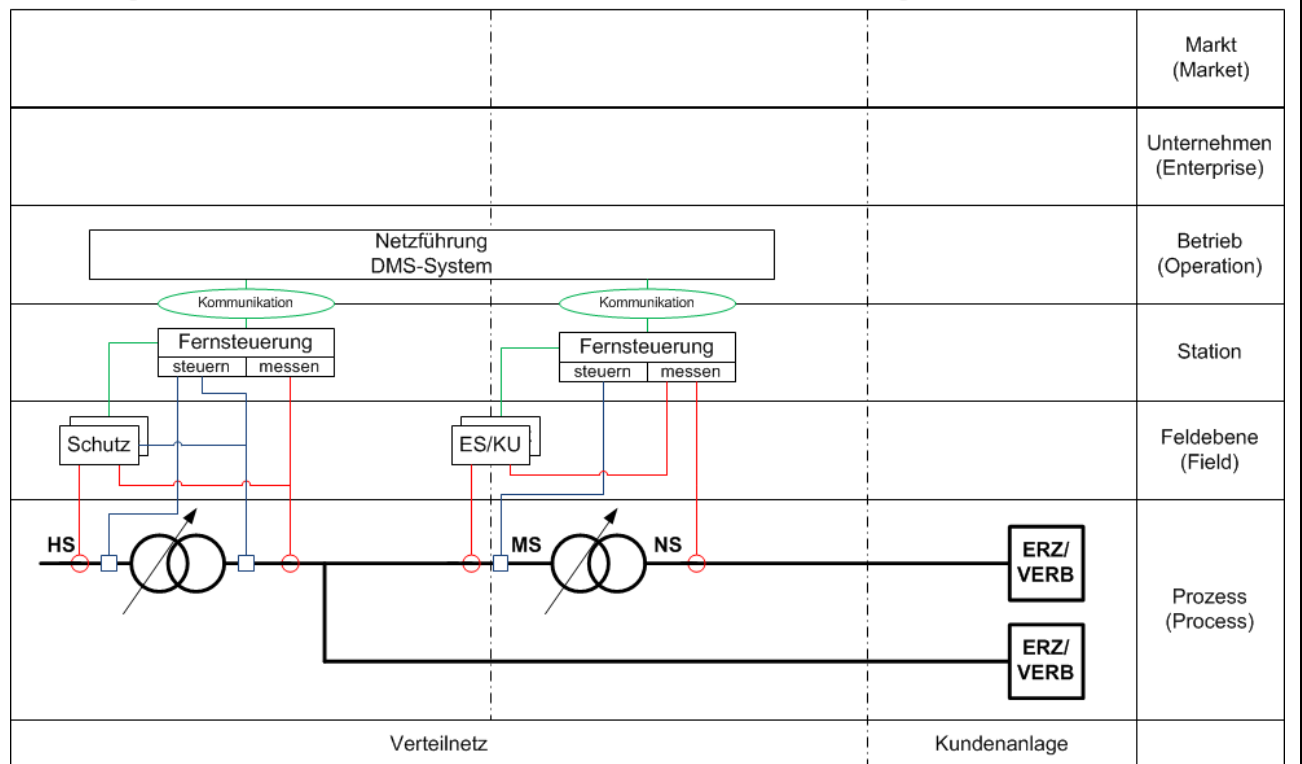 Markt
(Market)
Unternehmen
(Enterprise)
Netzführung
DMS-System
Betrieb
(Operation)
Kommunikation
Kommunikation
Fernsteuerung
steuern messen
Fernsteuerung
steuern messen
Station
Schutz
ES/KU
Feldebene
(Field)
HS
MS
NS
ERZ/
VERB
ERZ/
VERB
Prozess
(Process)
Verteilnetz
Kundenanlage